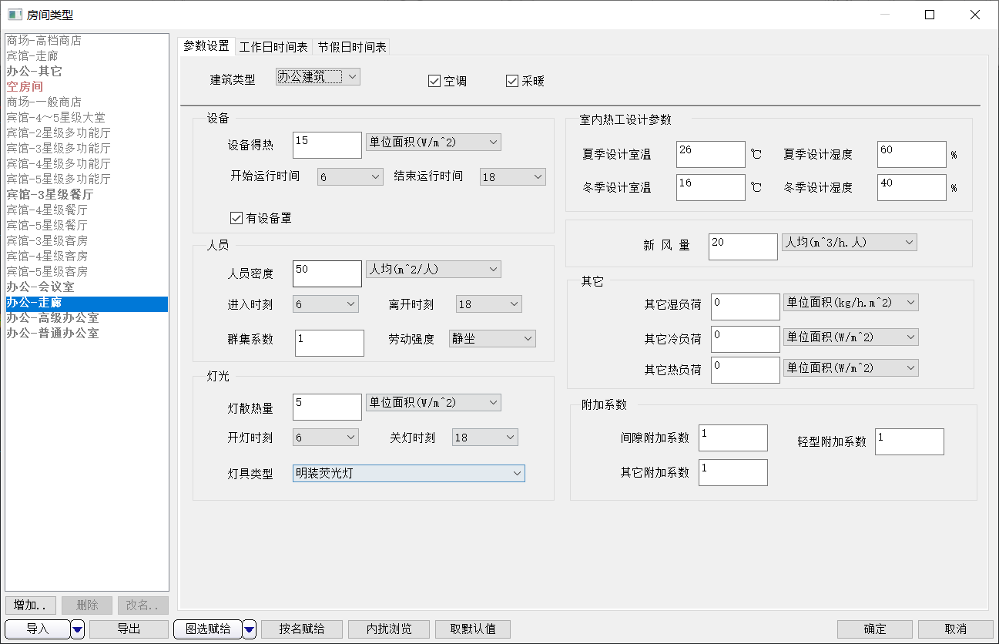 房间类型
商场-高档商店
宾馆-走廊
办公-其它
空房间
商场-一般商店
宾馆-4～5星级大堂
宾馆-2星级多功能厅
宾馆-3星级多功能厅
宾馆-4星级多功能厅
宾馆-5星级多功能厅
宾馆-3星级餐厅
宾馆-4星级餐厅
宾馆-5星级餐厅
宾馆-3星级客房
宾馆-4星级客房
宾馆-5星级客房
办公-会议室
办公-走廊
办公-高级办公室
办公-普通办公室
增加.. 删除 改名..
参数设置 工作日时间表 节假日时间表
建筑类型 办公建筑 空调 采暖
设备
设备得热 15 单位面积(W/m^2)
开始运行时间 6 结束运行时间 18
有设备罩
人员
人员密度 50 人均(m^2/人)
进入时刻 6 离开时刻 18
群集系数 1 劳动强度 静坐
灯光
灯散热量 5 单位面积(W/m^2)
开灯时刻 6 关灯时刻 18
灯具类型 明装荧光灯
室内热工设计参数
夏季设计室温 26 ℃ 夏季设计湿度 60 %
冬季设计室温 16 ℃ 冬季设计湿度 40 %
新 风 量 20 人均(m^3/h.人)
其它
其它湿负荷 0 单位面积(kg/h.m^2)
其它冷负荷 0 单位面积(W/m^2)
其它热负荷 0 单位面积(W/m^2)
附加系数
间隙附加系数 1 轻型附加系数 1
其它附加系数 1
导入 导出 图选赋给 按名赋给 内扰浏览 取默认值 确定 取消